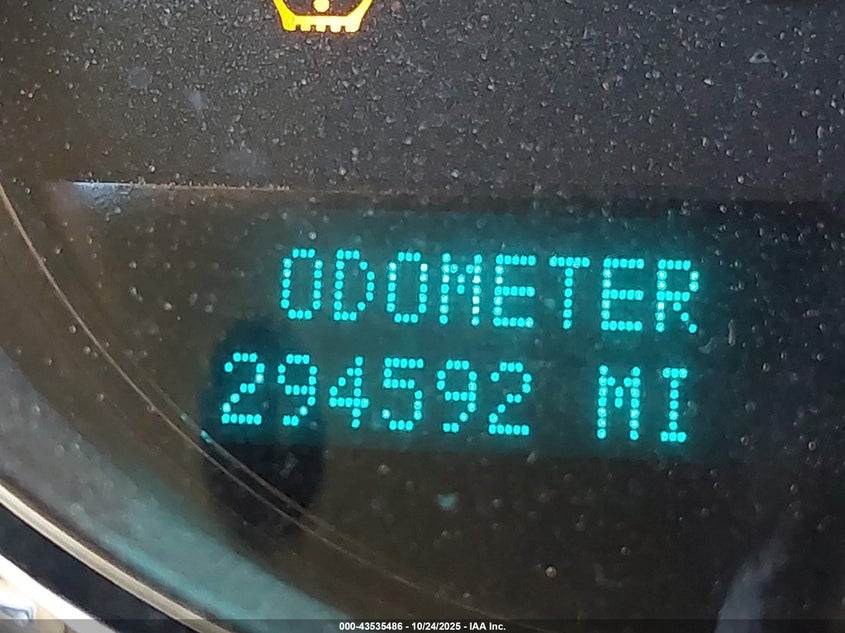 ODOMETER
294592 MI
000-43535486 - 10/24/2025 - IAA Inc.